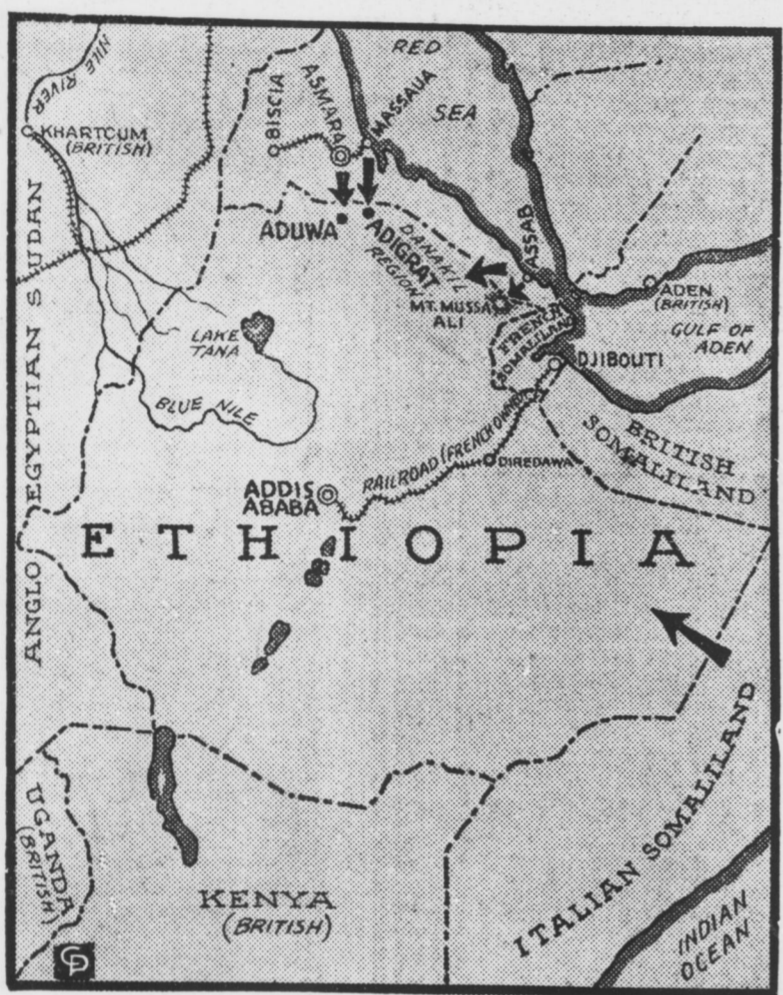 NILE RIVER
KHARTCUM
(BRITISH)
BISCIA
ASMARA
MASSAUA
RED
SEA
ADUWA
ADIGRAT
DANAKIL
REGION
ASSAB
MT. MUSSA
ALI
FRENCH
SOMALILAND
ADEN
(BRITISH)
GULF OF
ADEN
DJIBOUTI
LAKE
TANA
BLUE NILE
RAILROAD (FRENCH OWNED)
DIREDAWA
BRITISH
SOMALILAND
ADDIS
ABABA
ETHIOPIA
ANGLO EGYPTIAN SUDAN
UGANDA
(BRITISH)
KENYA
(BRITISH)
ITALIAN SOMALILAND
INDIAN
OCEAN
CP